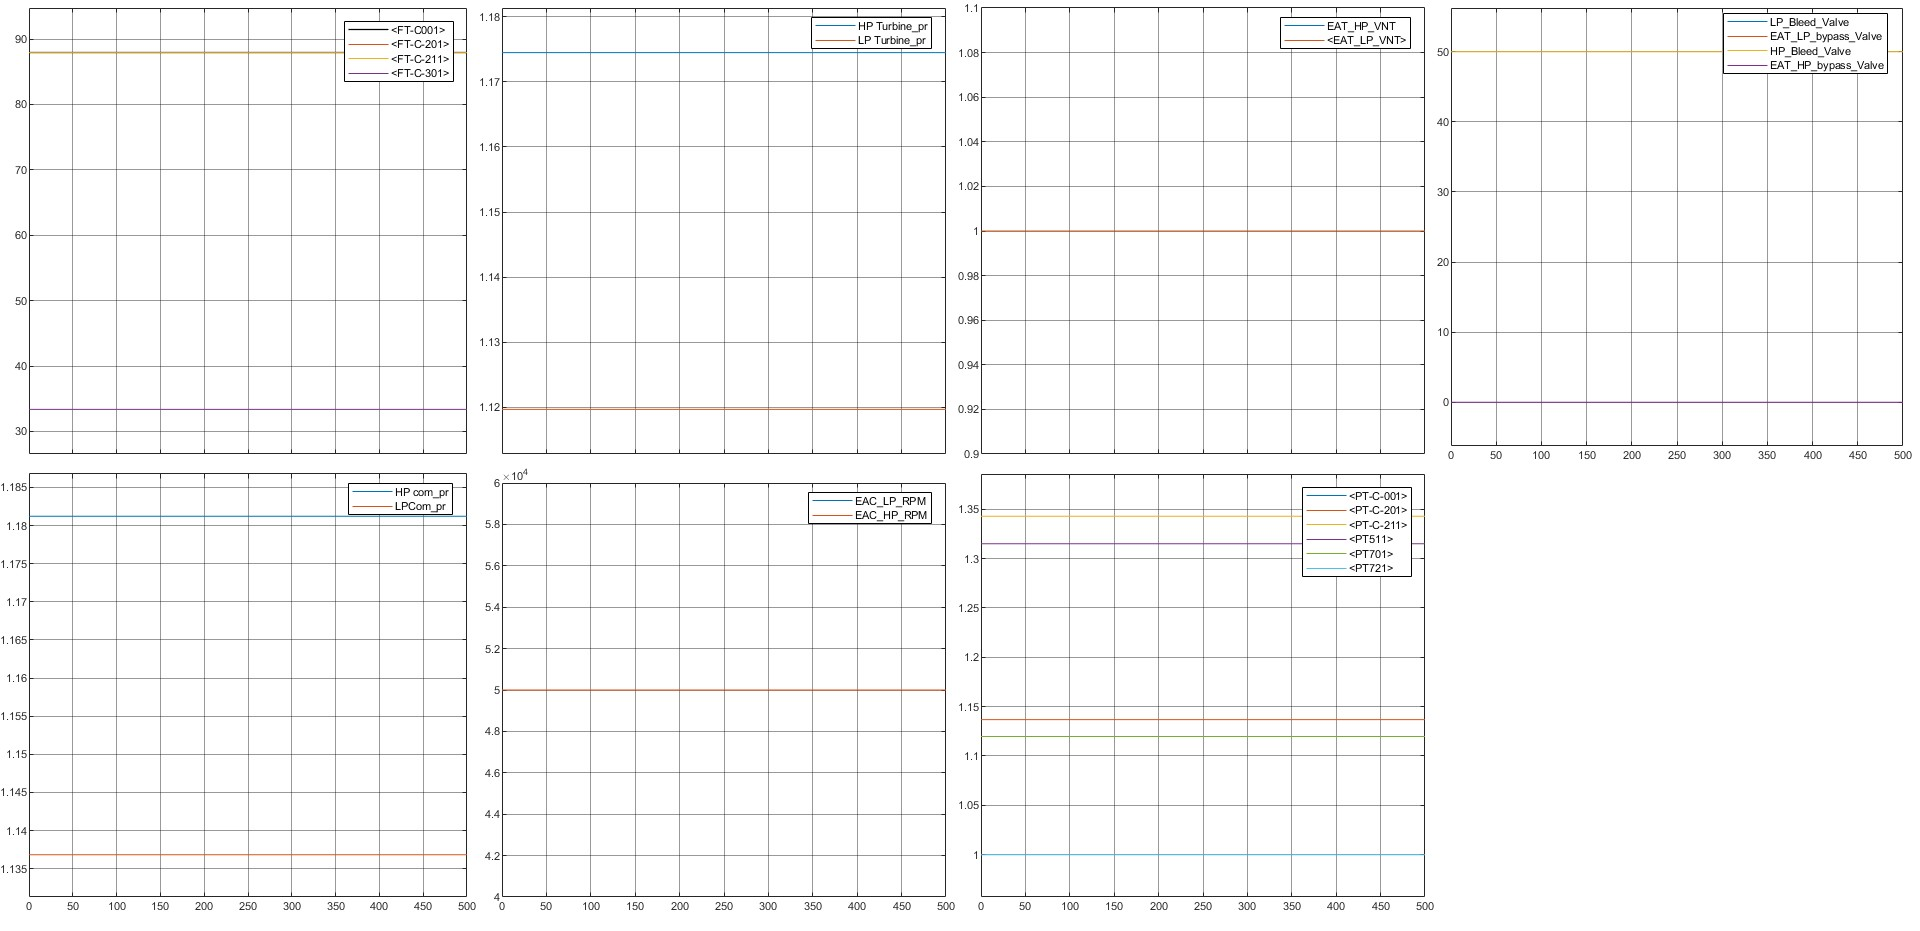 90
80
70
60
50
40
30
<FT-C001>
<FT-C-201>
<FT-C-211>
<FT-C-301>
1.18
1.17
1.16
1.15
1.14
1.13
1.12
HP Turbine_pr
LP Turbine_pr
1.1
1.08
1.06
1.04
1.02
1
0.98
0.96
0.94
0.92
0.9
EAT_HP_VNT
<EAT_LP_VNT>
50
40
30
20
10
0
LP_Bleed_Valve
EAT_LP_bypass_Valve
HP_Bleed_Valve
EAT_HP_bypass_Valve
0 50 100 150 200 250 300 350 400 450 500
1.185
1.18
1.175
1.17
1.165
1.16
1.155
1.15
1.145
1.14
1.135
HP com_pr
LPCom_pr
0 50 100 150 200 250 300 350 400 450 500
×10⁴
6
5.8
5.6
5.4
5.2
5
4.8
4.6
4.4
4.2
4
EAC_LP_RPM
EAC_HP_RPM
0 50 100 150 200 250 300 350 400 450 500
1.35
1.3
1.25
1.2
1.15
1.1
1.05
1
<PT-C-001>
<PT-C-201>
<PT-C-211>
<PT511>
<PT701>
<PT721>
0 50 100 150 200 250 300 350 400 450 500